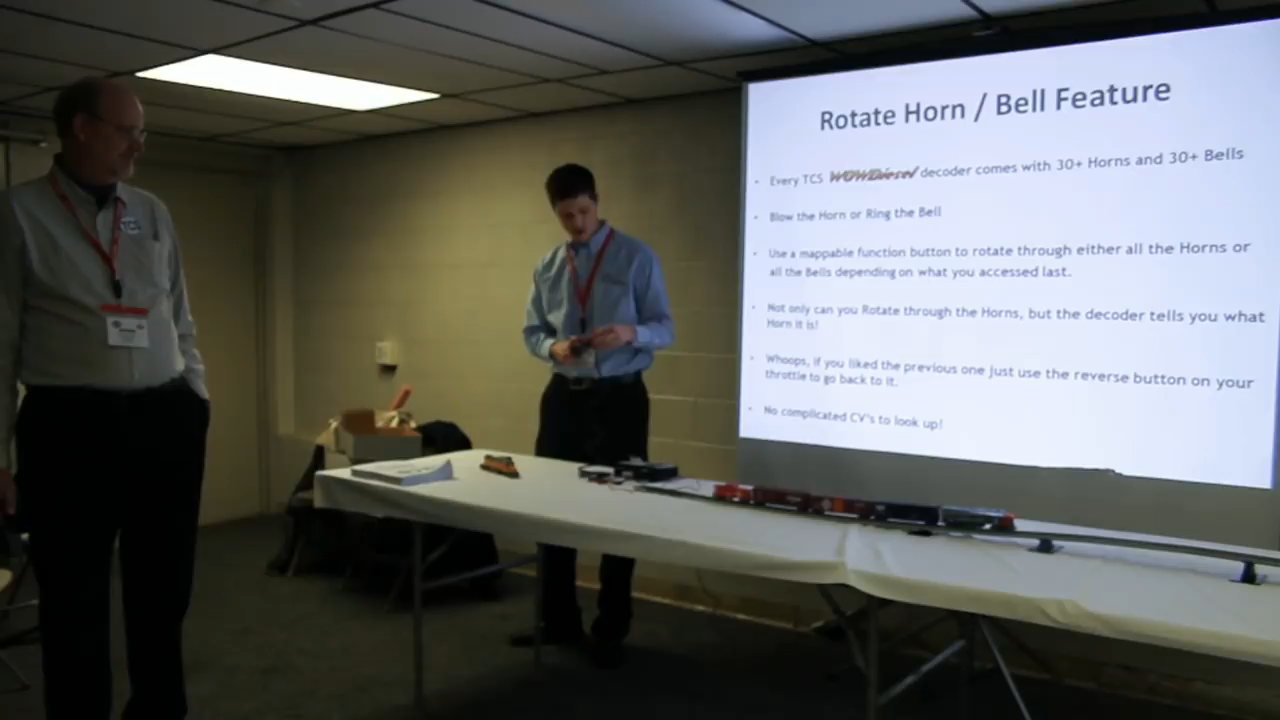 Rotate Horn / Bell Feature
Every TCS WOWDiesel decoder comes with 30+ Horns and 30+ Bells
Blow the Horn or Ring the Bell
Use a mappable function button to rotate through either all the Horns or
all the Bells depending on what you accessed last.
Not only can you Rotate through the Horns, but the decoder tells you what
Horn it is!
Whoops, if you liked the previous one just use the reverse button on your
throttle to go back to it.
No complicated CV's to look up!
TCS